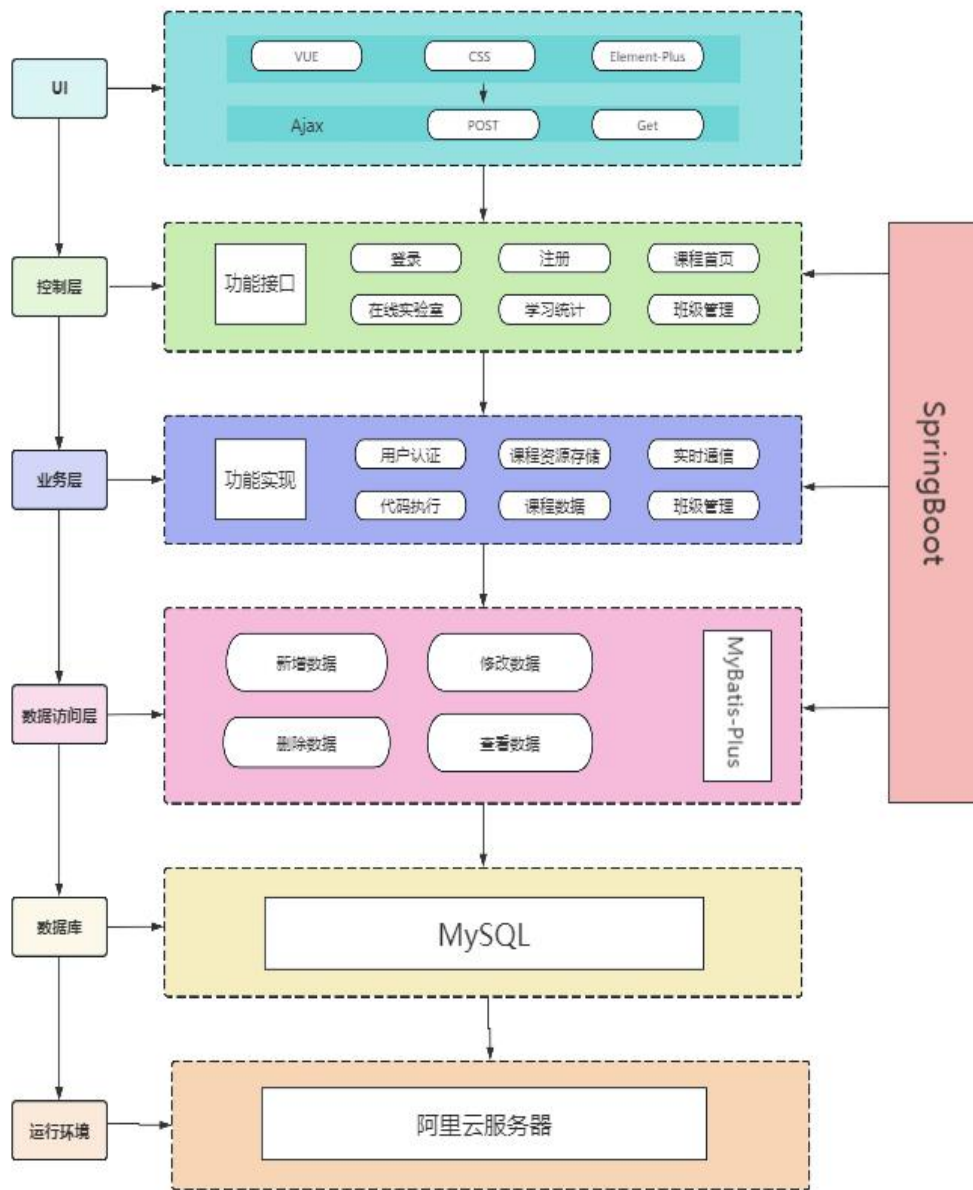 UI
VUE
CSS
Element-Plus
Ajax
POST
Get
控制层
功能接口
登录
注册
课程首页
在线实验室
学习统计
班级管理
业务层
功能实现
用户认证
课程资源存储
实时通信
代码执行
课程数据
班级管理
SpringBoot
数据访问层
新增数据
修改数据
删除数据
查看数据
MyBatis-Plus
数据库
MySQL
运行环境
阿里云服务器